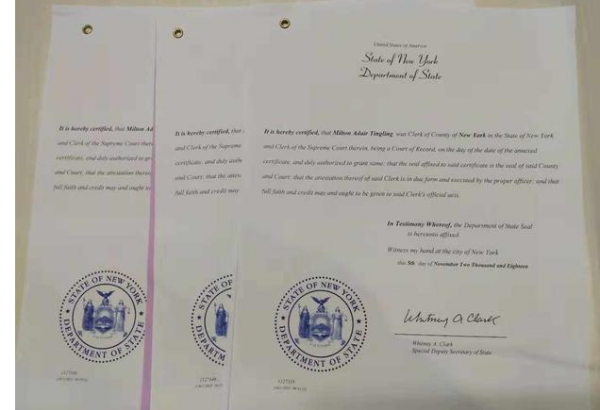 It is hereby certified, that Milton Ad
and Clerk of the Supreme Court there
certificate, and duly authorized to gr
and Court; that the attestation thereo
full faith and credit may and ought to
STATE OF NEW YORK
DEPARTMENT OF STATE
It is hereby certified, that
and Clerk of the Supreme
certificate, and duly auth
and Court; that the attes
full faith and credit may
STATE OF
DEPARTM
United States of America
State of New York
Department of State
It is hereby certified, that Milton Adair Tingling was Clerk of County of New York in the State of New York
and Clerk of the Supreme Court therein, being a Court of Record, on the day of the date of the annexed
certificate, and duly authorized to grant same; that the seal affixed to said certificate is the seal of said County
and Court; that the attestation thereof of said Clerk is in due form and executed by the proper officer; and that
full faith and credit may and ought to be given to said Clerk's official acts.
In Testimony Whereof, the Department of State Seal
is hereunto affixed.
Witness my hand at the city of New York
this 5th day of November Two Thousand and Eighteen
STATE OF NEW YORK
DEPARTMENT OF STATE
Whitney A Clark
Whitney A. Clark
Special Deputy Secretary of State